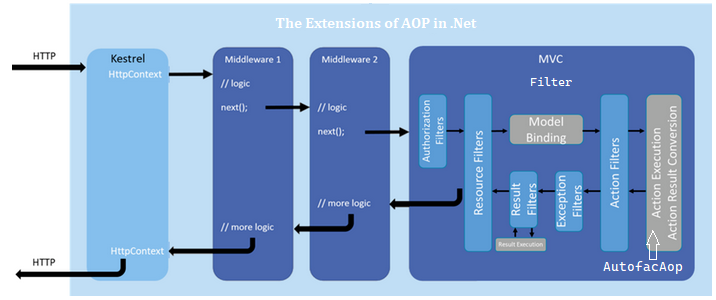 The Extensions of AOP in .Net
HTTP
Kestrel
HttpContext
HttpContext
HTTP
Middleware 1
// logic
next();
// more logic
Middleware 2
// logic
next();
// more logic
MVC
Filter
Authorization
Filters
Resource Filters
Model
Binding
Result
Filters
Result Execution
Exception
Filters
Action Filters
Action Execution
Action Result Conversion
AutofacAop